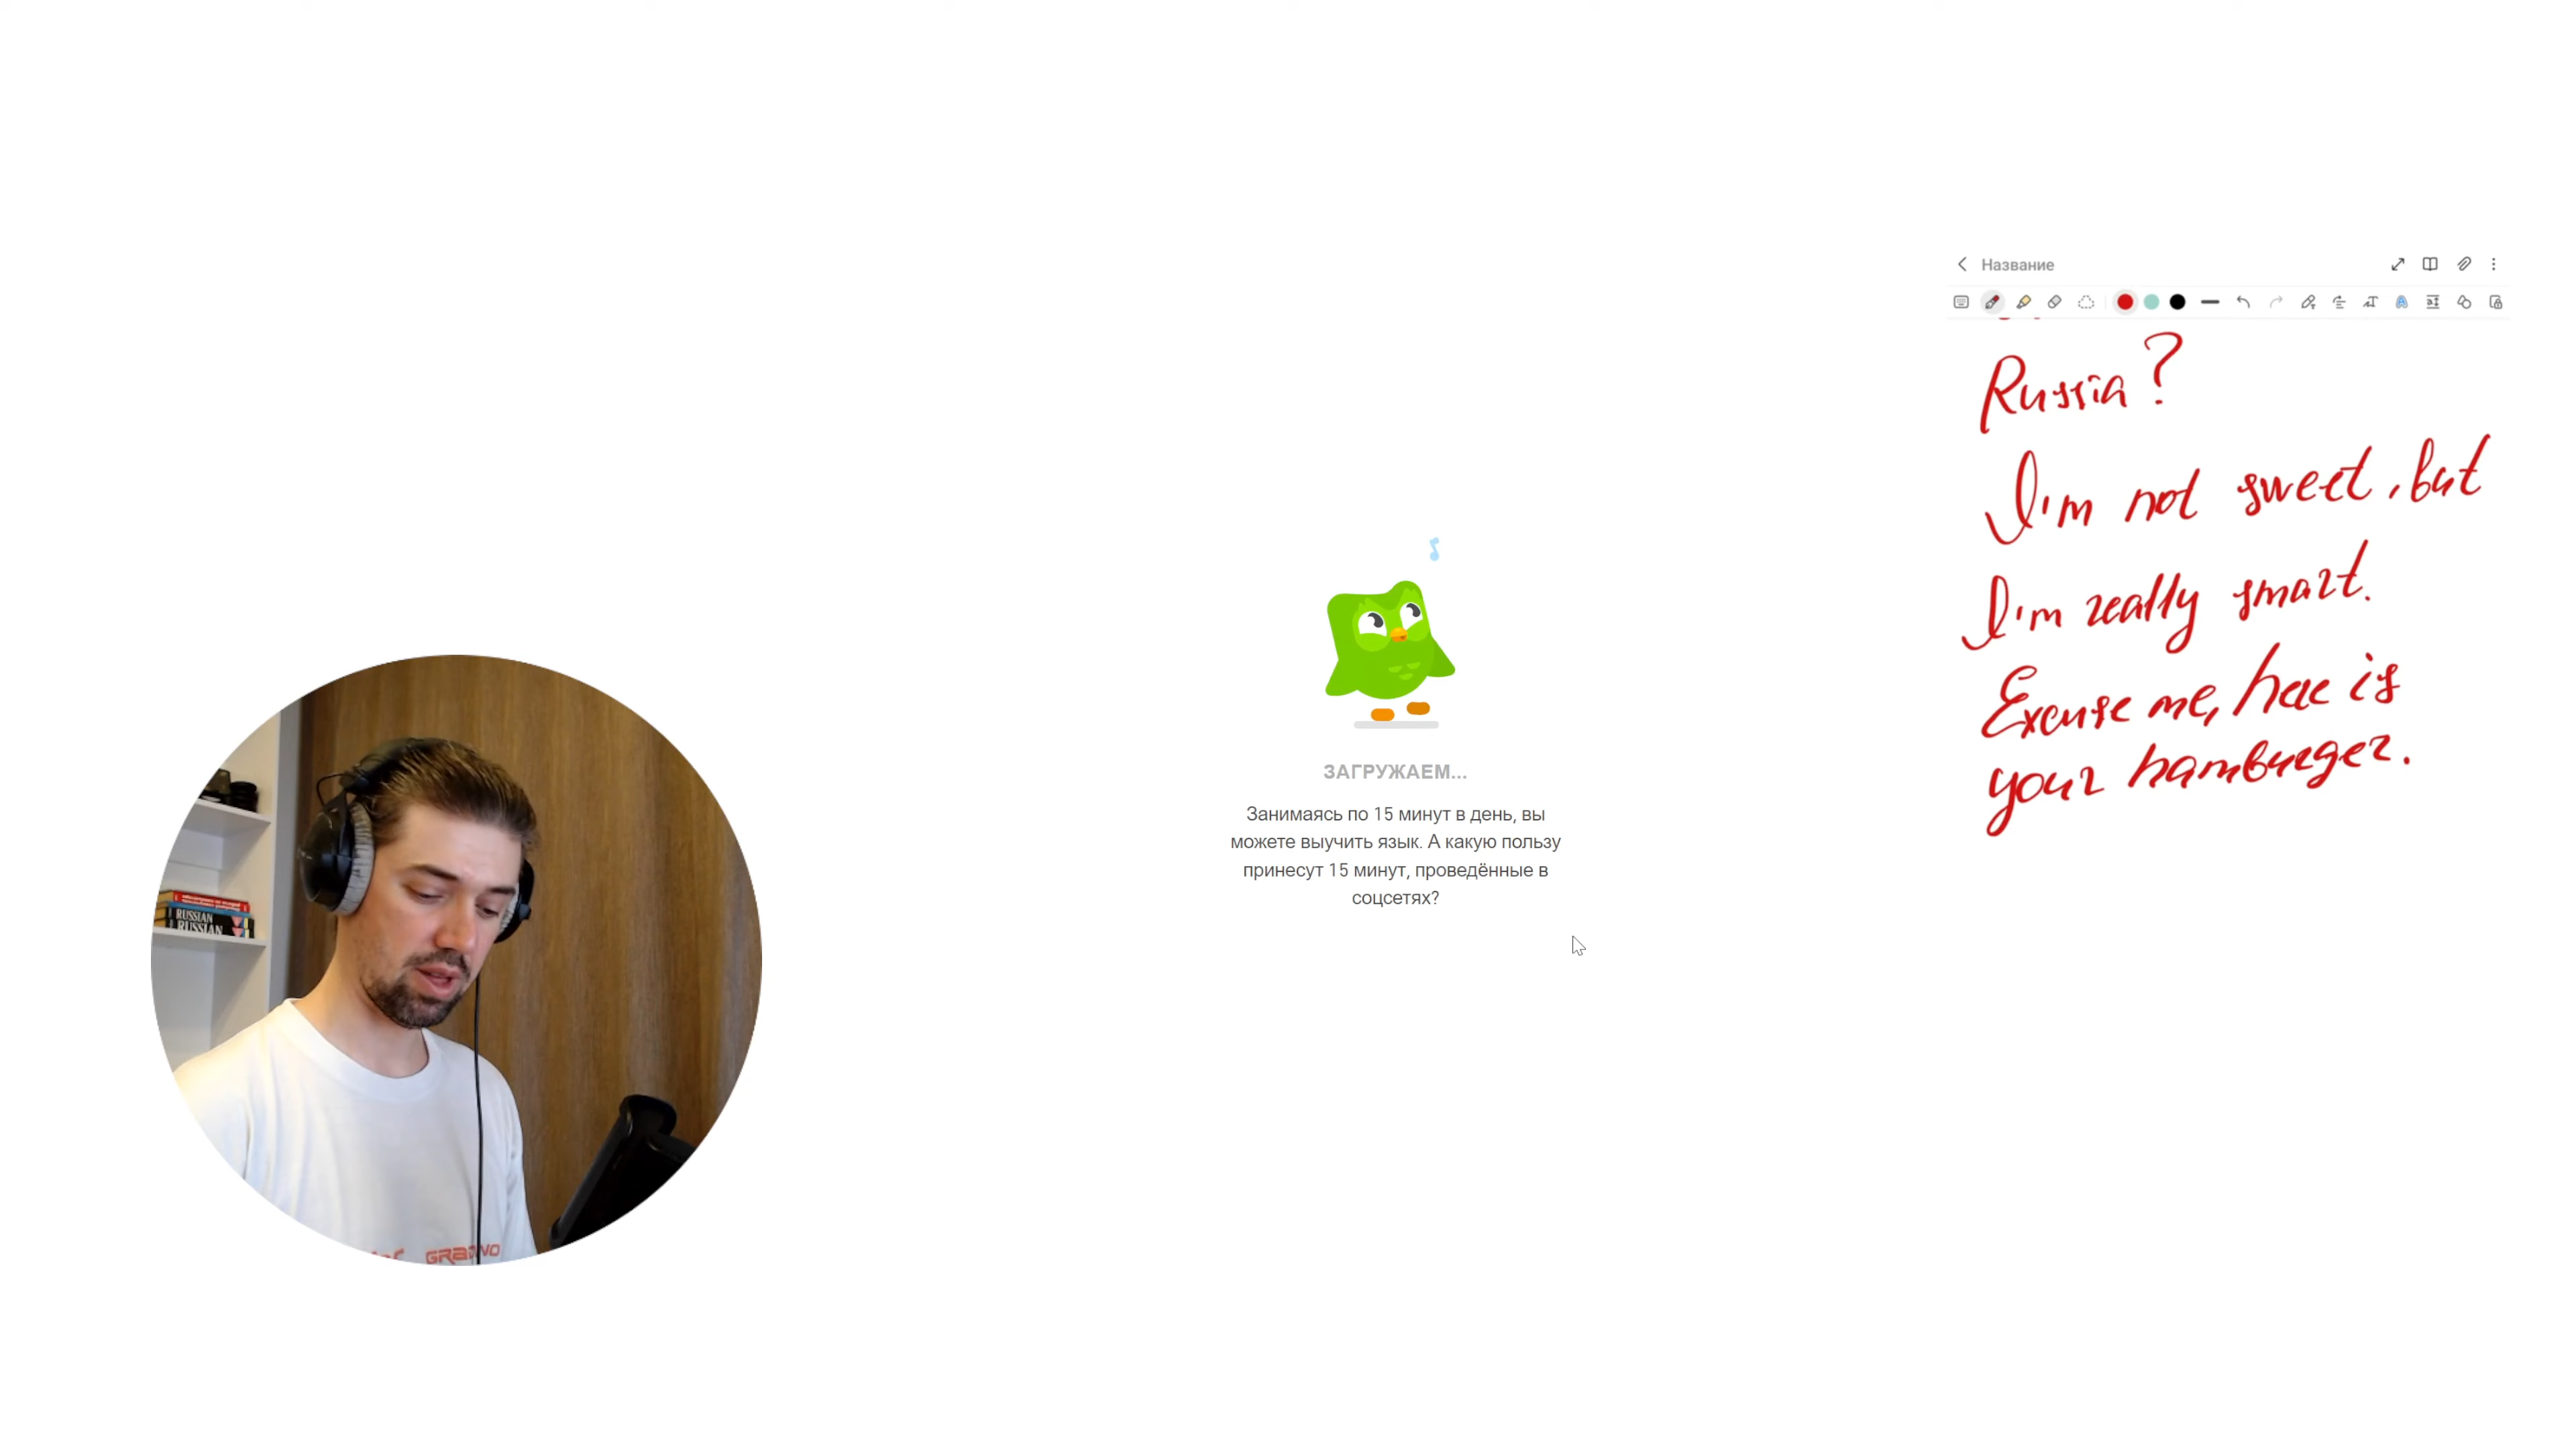 Название
Russia?
I'm not sweet, but
I'm really smart.
Excuse me, here is
your hamburger.
ЗАГРУЖАЕМ...
Занимаясь по 15 минут в день, вы
можете выучить язык. А какую пользу
принесут 15 минут, проведённые в
соцсетях?
RUSSIAN
RUSSIAN